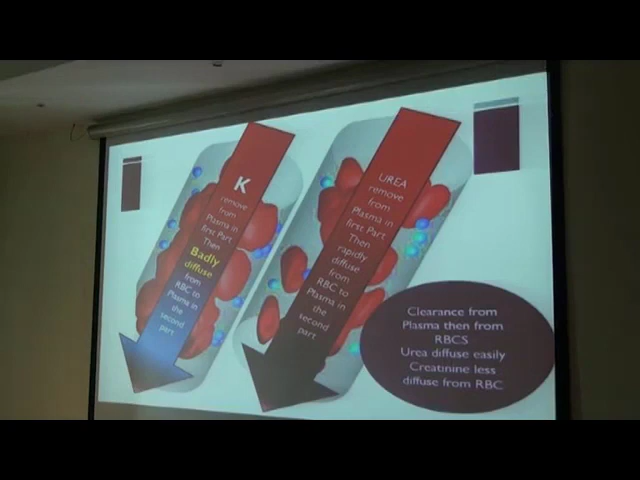 K
remove
from
Plasma in
first Part
Then
Badly
diffuse
from
RBC to
Plasma in
the
second
part
UREA
remove
from
Plasma in
first Part
Then
rapidly
diffuse
from
RBC to
Plasma in
the
second
part
Clearance from
Plasma then from
RBCS
Urea diffuse easily
Creatinine less
diffuse from RBC